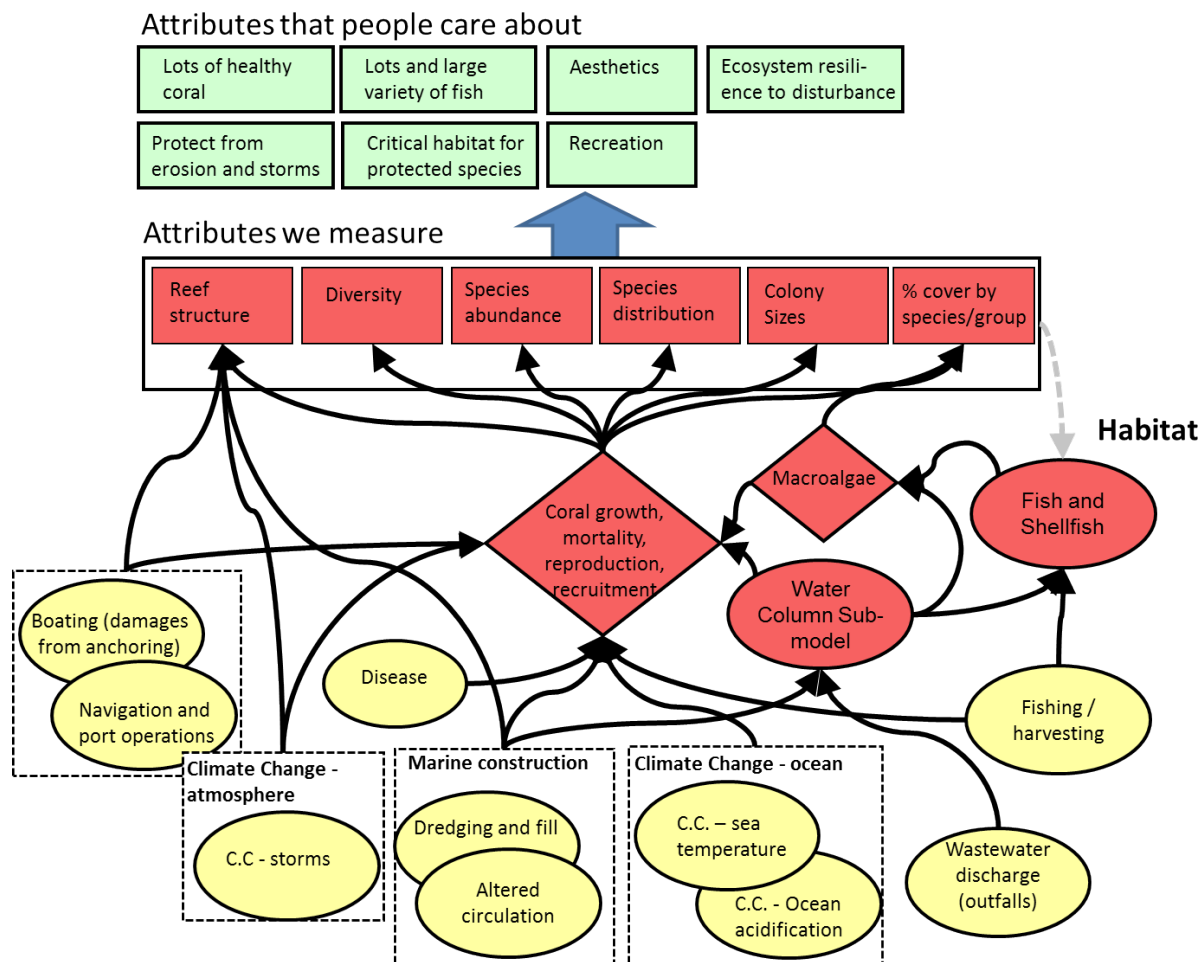 Attributes that people care about
Lots of healthy
coral
Lots and large
variety of fish
Aesthetics
Ecosystem resili-
ence to disturbance
Protect from
erosion and storms
Critical habitat for
protected species
Recreation
Attributes we measure
Reef
structure
Diversity
Species
abundance
Species
distribution
Colony
Sizes
% cover by
species/group
Habitat
Macroalgae
Fish and
Shellfish
Coral growth,
mortality,
reproduction,
recruitment
Water
Column Sub-
model
Boating (damages
from anchoring)
Navigation and
port operations
Disease
Fishing /
harvesting
Climate Change -
atmosphere
C.C - storms
Marine construction
Dredging and fill
Altered
circulation
Climate Change - ocean
C.C. – sea
temperature
C.C. - Ocean
acidification
Wastewater
discharge
(outfalls)